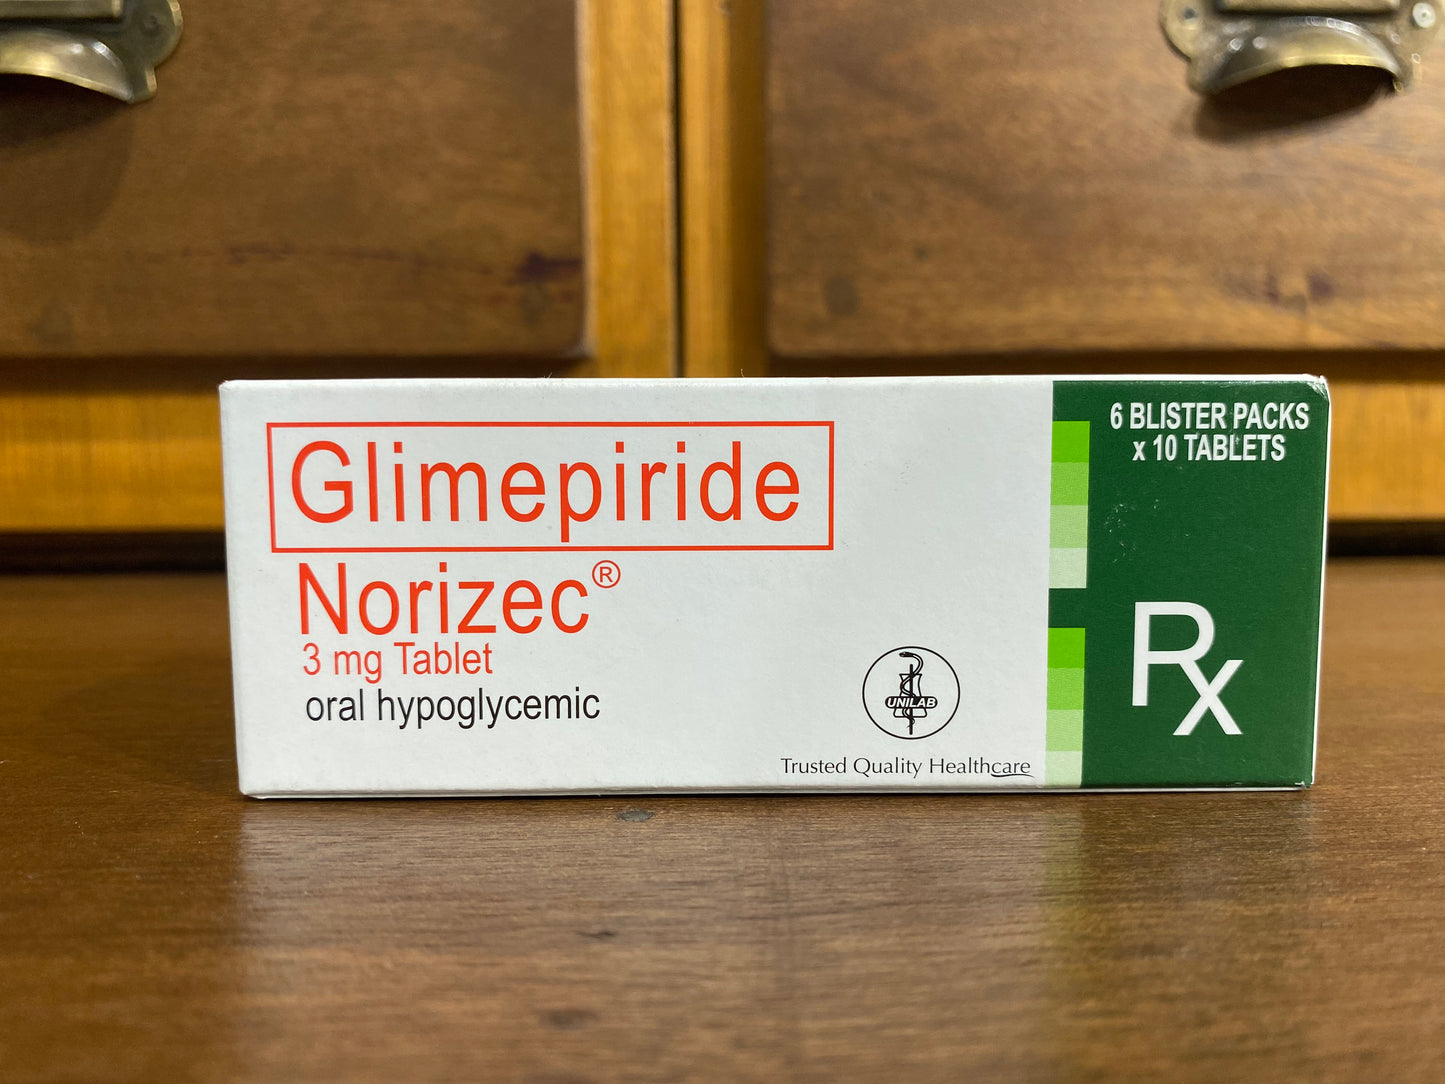 Glimepiride
Norizec®
3 mg Tablet
oral hypoglycemic
UNILAB
Trusted Quality Healthcare
6 BLISTER PACKS
x 10 TABLETS
Rx